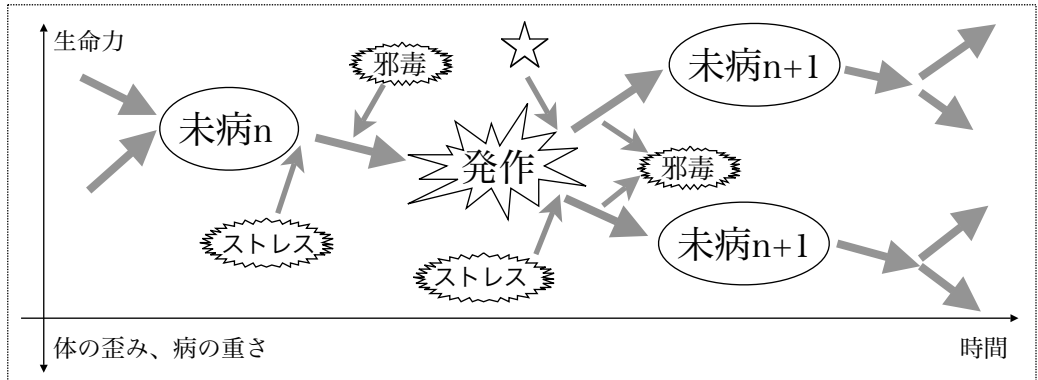 生命力
邪毒
未病n+1
未病n
発作
邪毒
ストレス
ストレス
未病n+1
体の歪み、病の重さ
時間